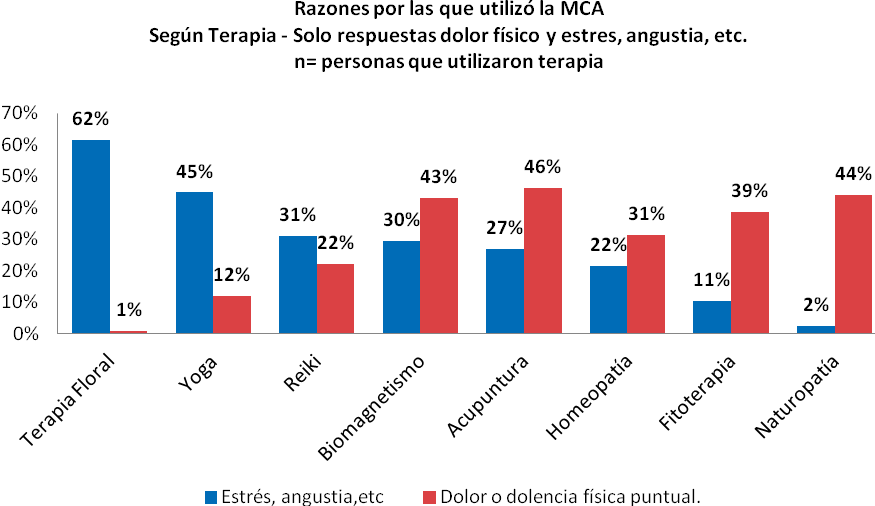 Razones por las que utilizó la MCA
Según Terapia - Solo respuestas dolor físico y estres, angustia, etc.
n= personas que utilizaron terapia
70%
60%
50%
40%
30%
20%
10%
0%
62%
1%
45%
12%
31%
22%
30%
43%
27%
46%
22%
31%
11%
39%
2%
44%
Terapia Floral
Yoga
Reiki
Biomagnetismo
Acupuntura
Homeopatía
Fitoterapia
Naturopatía
Estrés, angustia,etc
Dolor o dolencia física puntual.